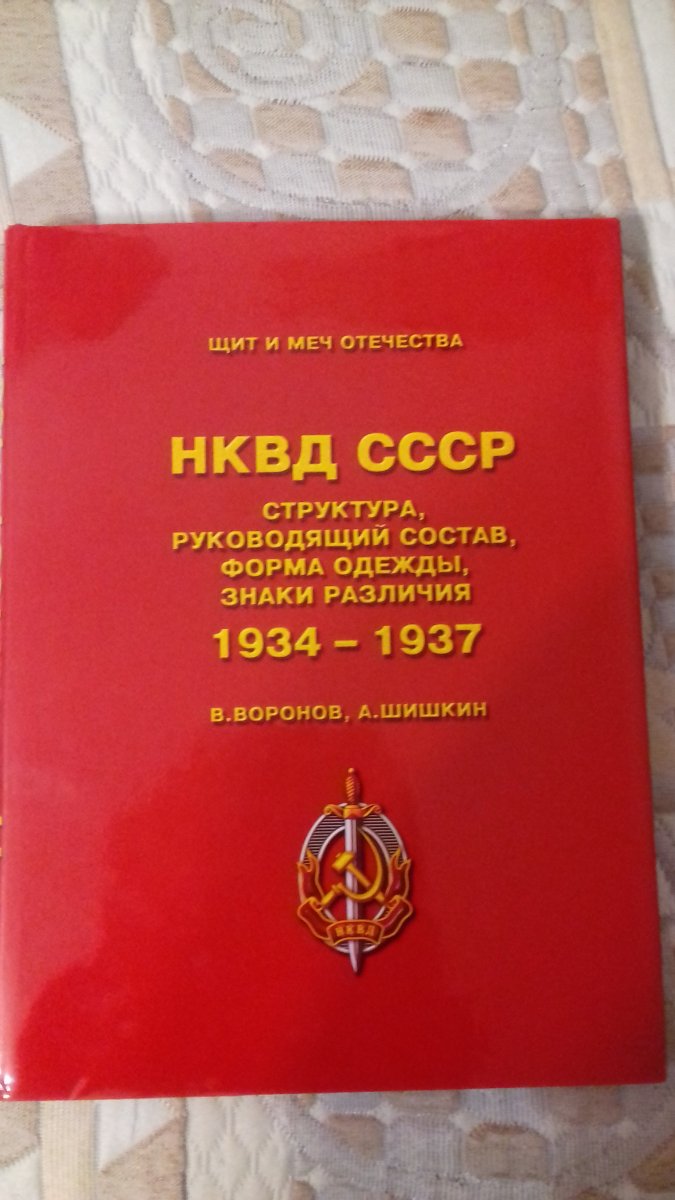 ЩИТ И МЕЧ ОТЕЧЕСТВА
НКВД СССР
СТРУКТУРА,
РУКОВОДЯЩИЙ СОСТАВ,
ФОРМА ОДЕЖДЫ,
ЗНАКИ РАЗЛИЧИЯ
1934 – 1937
В.ВОРОНОВ, А.ШИШКИН
НКВД